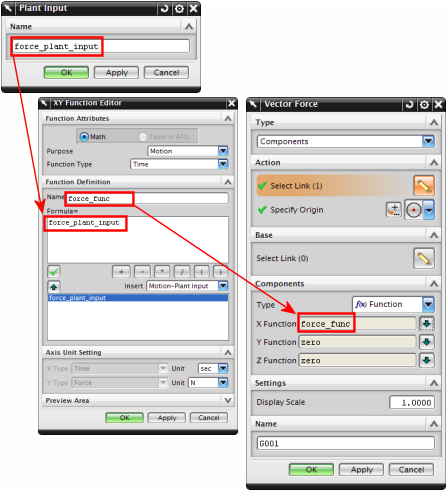 Plant Input
Name
force_plant_input
OK Apply Cancel
XY Function Editor
Function Attributes
Math Table in AFU
Purpose Motion
Function Type Time
Function Definition
Name force_func
Formula=
force_plant_input
+ - * / ( )
Insert Motion-Plant Input
force_plant_input
Axis Unit Setting
X Type Time Unit sec
Y Type Force Unit N
Preview Area
OK Apply Cancel
Vector Force
Type
Components
Action
Select Link (1)
Specify Origin
Base
Select Link (0)
Components
Type f(x) Function
X Function force_func
Y Function zero
Z Function zero
Settings
Display Scale 1.0000
Name
G001
OK Apply Cancel